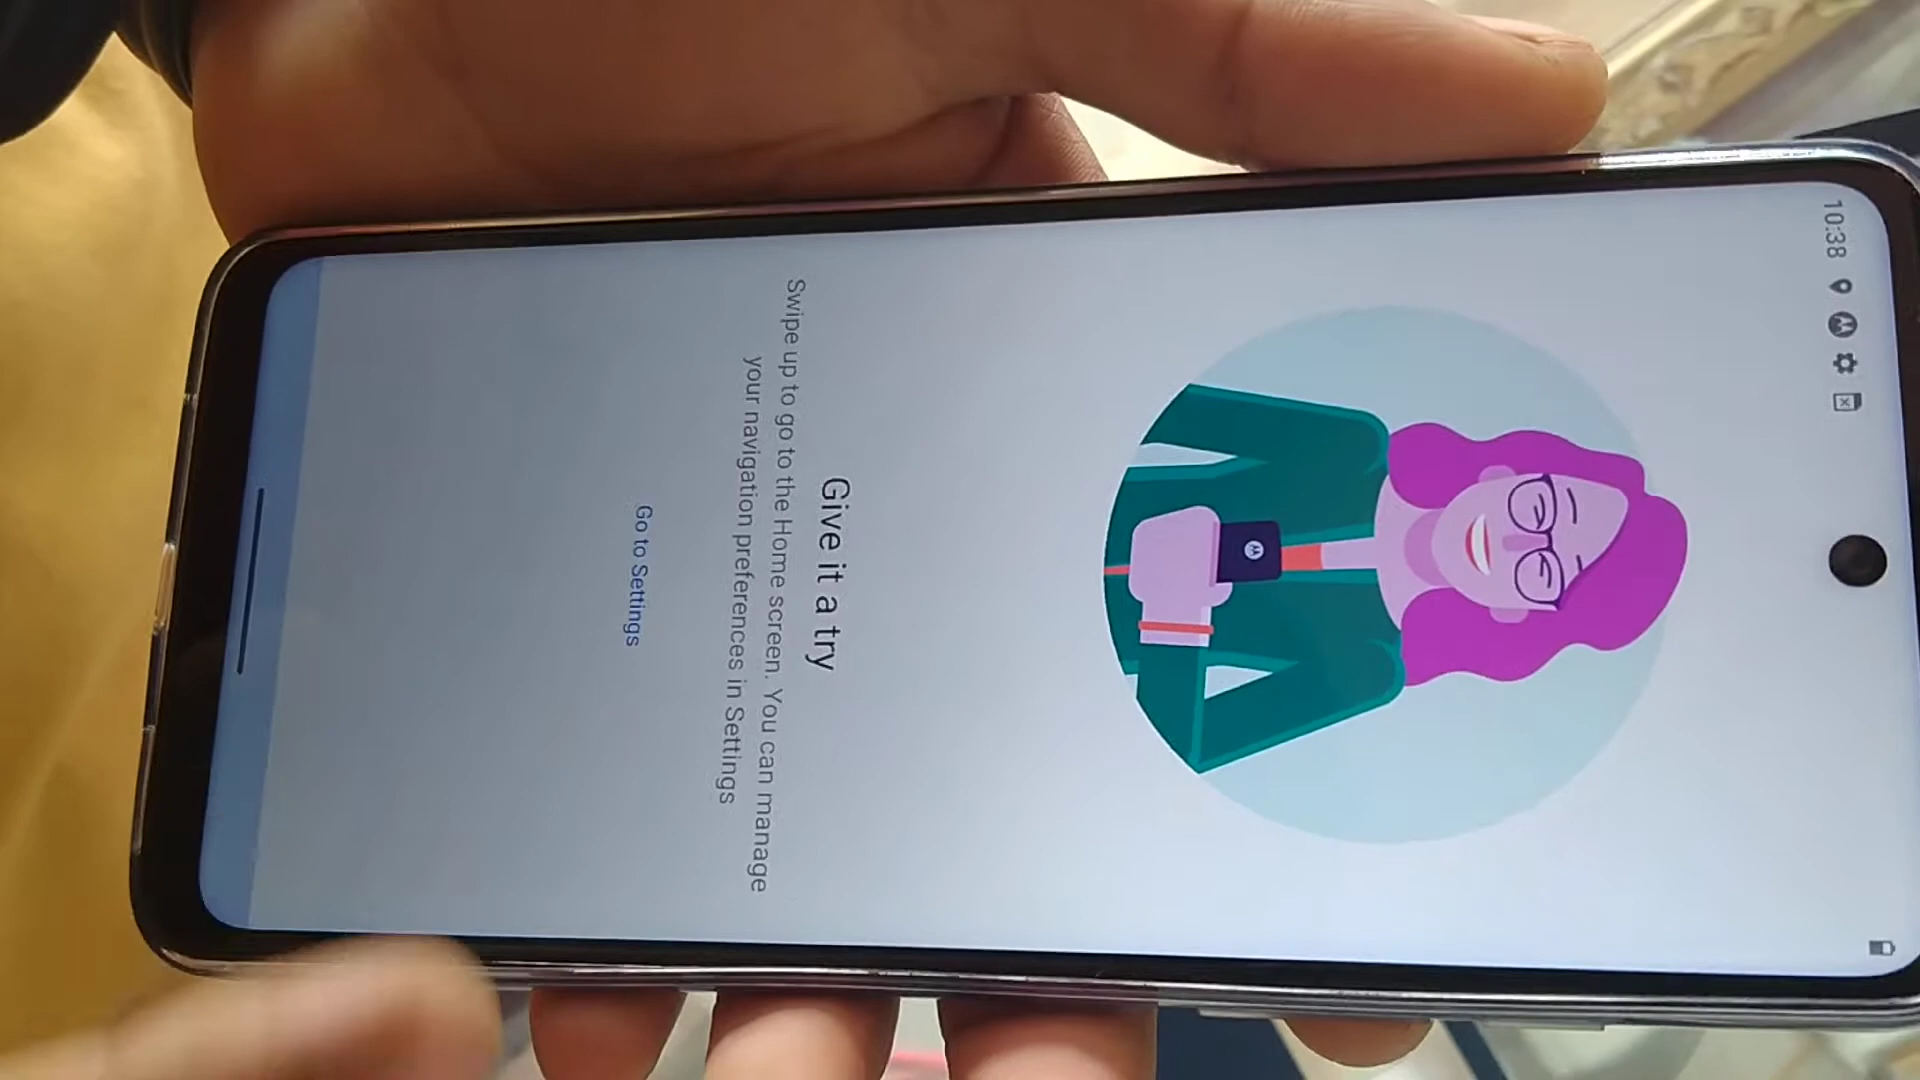 10:38
Give it a try
Swipe up to go to the Home screen. You can manage
your navigation preferences in Settings
Go to Settings